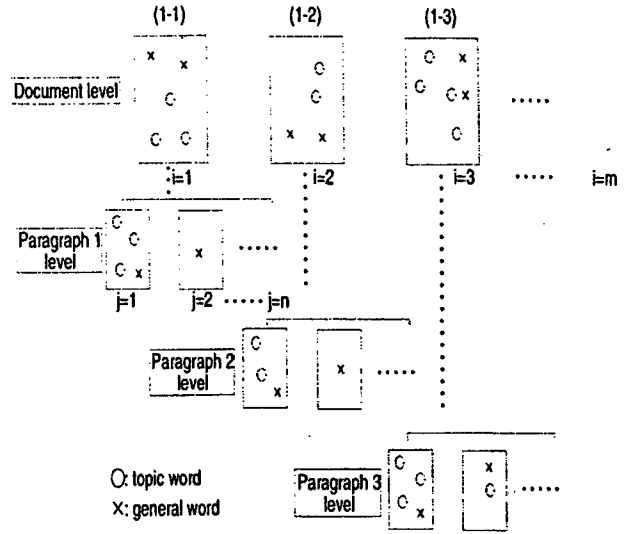 (1-1) (1-2) (1-3)
Document level
i=1 i=2 i=3 i=m
Paragraph 1
level
j=1 j=2 j=n
Paragraph 2
level
Paragraph 3
level
O: topic word
×: general word